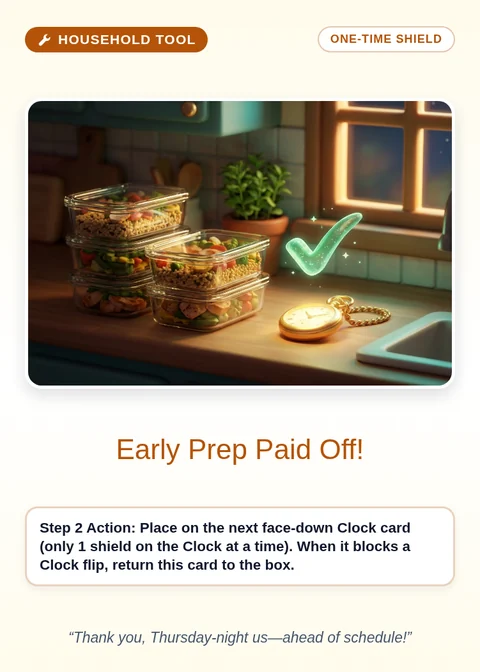 HOUSEHOLD TOOL
ONE-TIME SHIELD
Early Prep Paid Off!
Step 2 Action: Place on the next face-down Clock card
(only 1 shield on the Clock at a time). When it blocks a
Clock flip, return this card to the box.
“Thank you, Thursday-night us—ahead of schedule!”